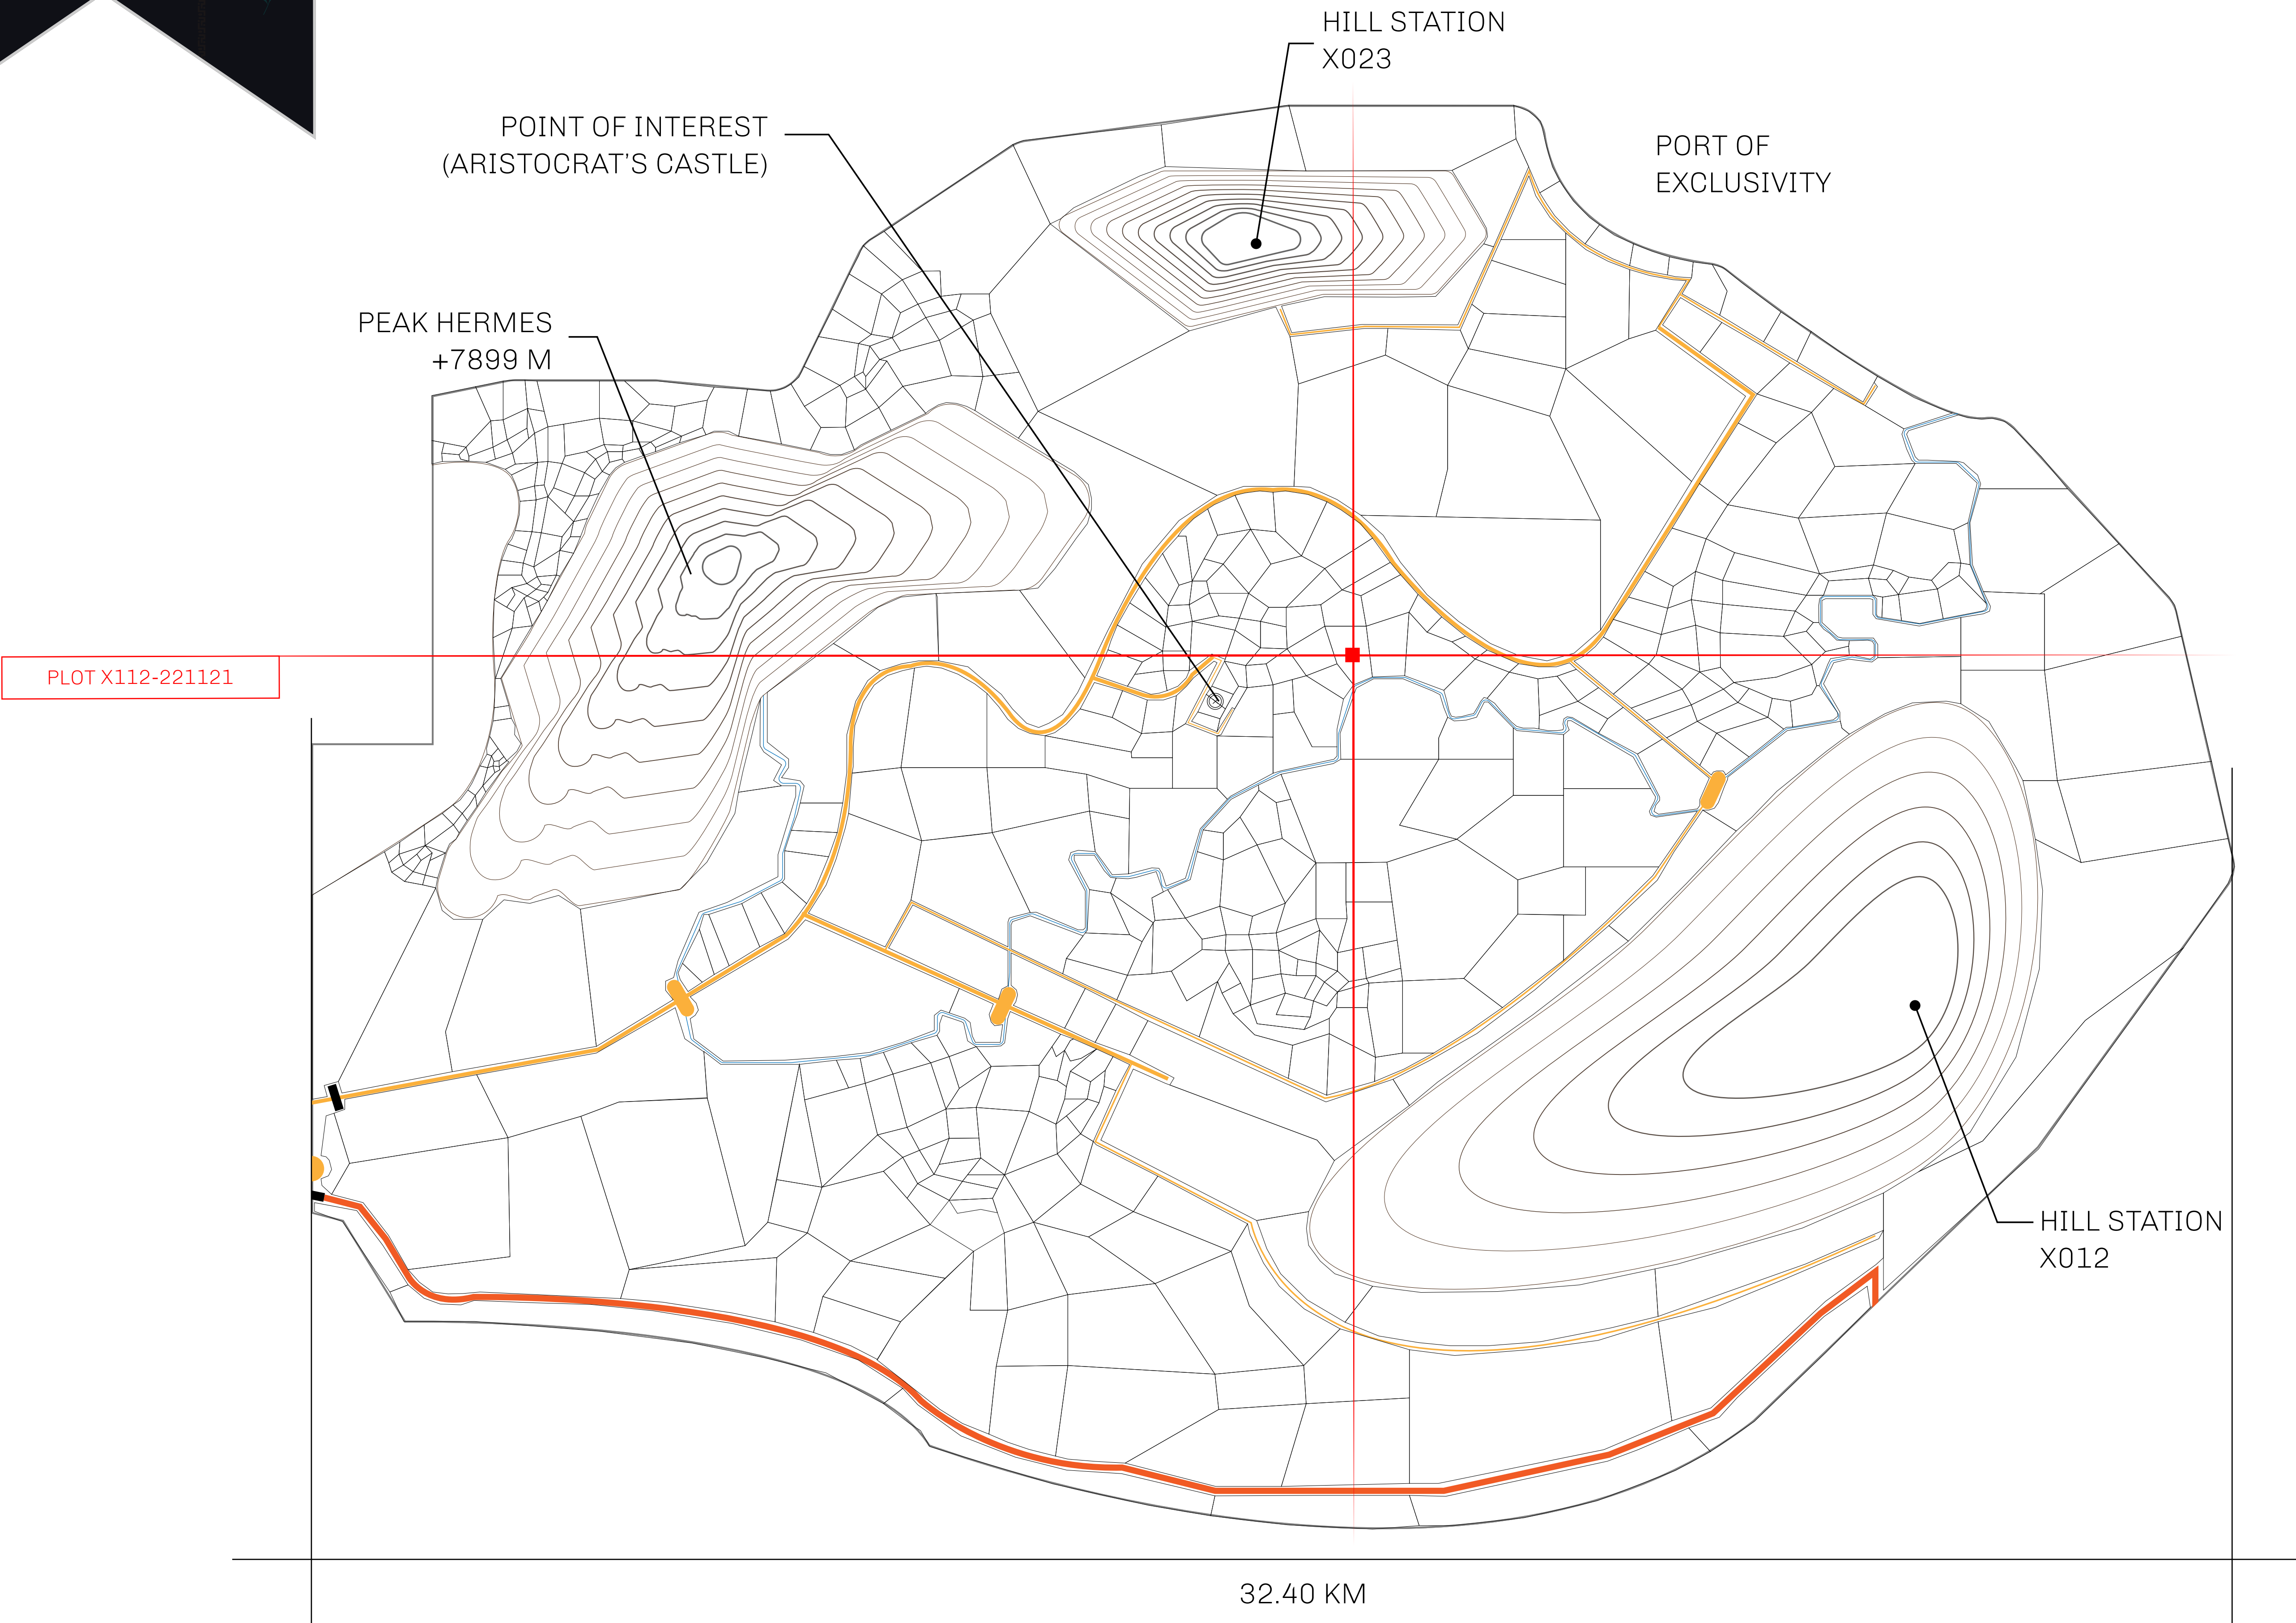 HILL STATION
X023
POINT OF INTEREST
(ARISTOCRAT'S CASTLE)
PORT OF
EXCLUSIVITY
PEAK HERMES
+7899 M
PLOT X112-221121
HILL STATION
X012
32.40 KM